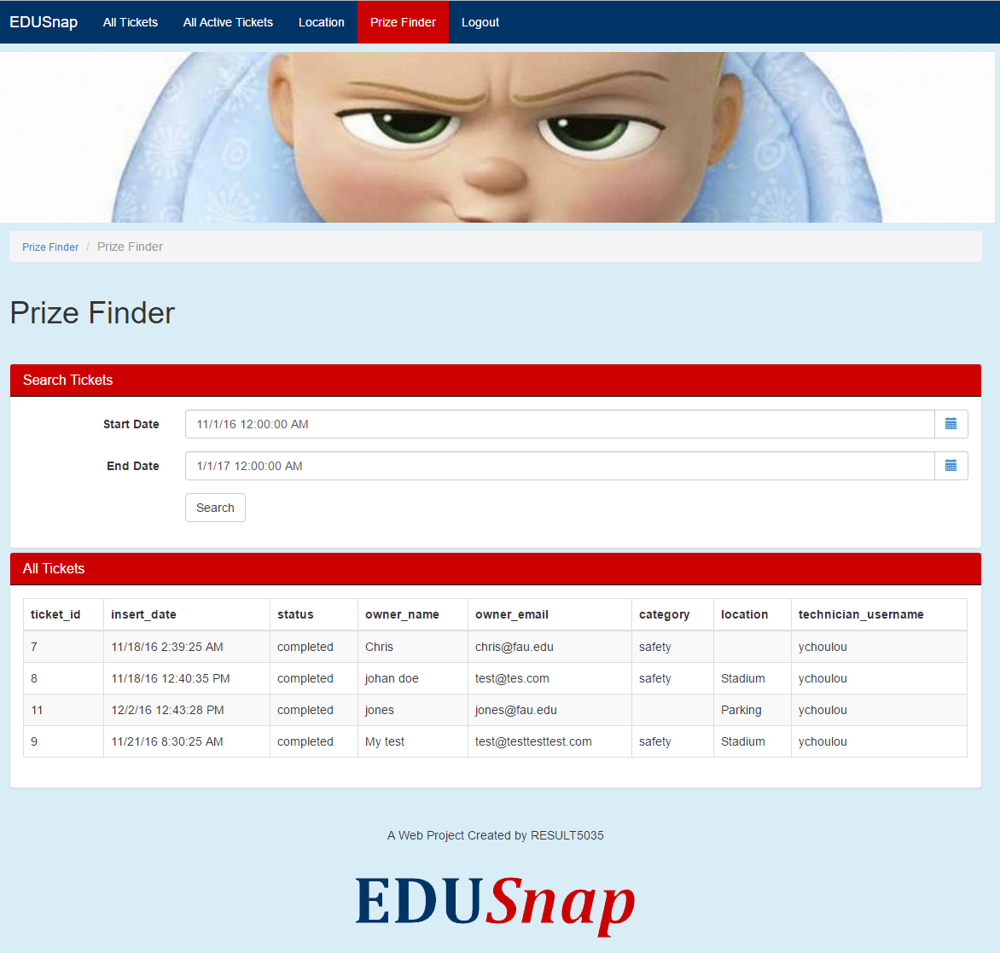 EDUSnap All Tickets All Active Tickets Location Prize Finder Logout
Prize Finder / Prize Finder
Prize Finder
Search Tickets
Start Date 11/1/16 12:00:00 AM
End Date 1/1/17 12:00:00 AM
Search
All Tickets
ticket_id insert_date status owner_name owner_email category location technician_username
7 11/18/16 2:39:25 AM completed Chris chris@fau.edu safety ychoulou
8 11/18/16 12:40:35 PM completed johan doe test@tes.com safety Stadium ychoulou
11 12/2/16 12:43:28 PM completed jones jones@fau.edu Parking ychoulou
9 11/21/16 8:30:25 AM completed My test test@testtesttest.com safety Stadium ychoulou
A Web Project Created by RESULT5035
EDUSnap